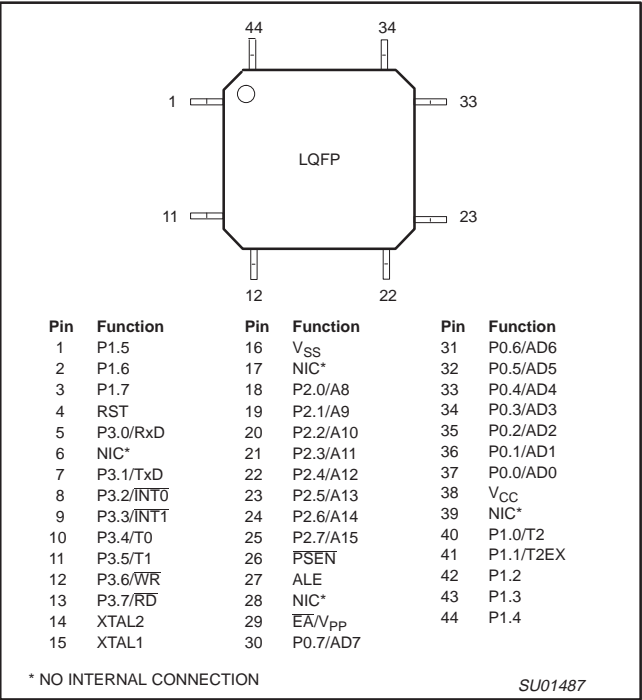 44 34
1 33
LQFP
11 23
12 22
Pin Function Pin Function Pin Function
1 P1.5 16 VSS 31 P0.6/AD6
2 P1.6 17 NIC* 32 P0.5/AD5
3 P1.7 18 P2.0/A8 33 P0.4/AD4
4 RST 19 P2.1/A9 34 P0.3/AD3
5 P3.0/RxD 20 P2.2/A10 35 P0.2/AD2
6 NIC* 21 P2.3/A11 36 P0.1/AD1
7 P3.1/TxD 22 P2.4/A12 37 P0.0/AD0
8 P3.2/I̅N̅T̅0̅ 23 P2.5/A13 38 VCC
9 P3.3/I̅N̅T̅1̅ 24 P2.6/A14 39 NIC*
10 P3.4/T0 25 P2.7/A15 40 P1.0/T2
11 P3.5/T1 26 P̅S̅E̅N̅ 41 P1.1/T2EX
12 P3.6/W̅R̅ 27 ALE 42 P1.2
13 P3.7/R̅D̅ 28 NIC* 43 P1.3
14 XTAL2 29 E̅A̅/VPP 44 P1.4
15 XTAL1 30 P0.7/AD7
* NO INTERNAL CONNECTION SU01487